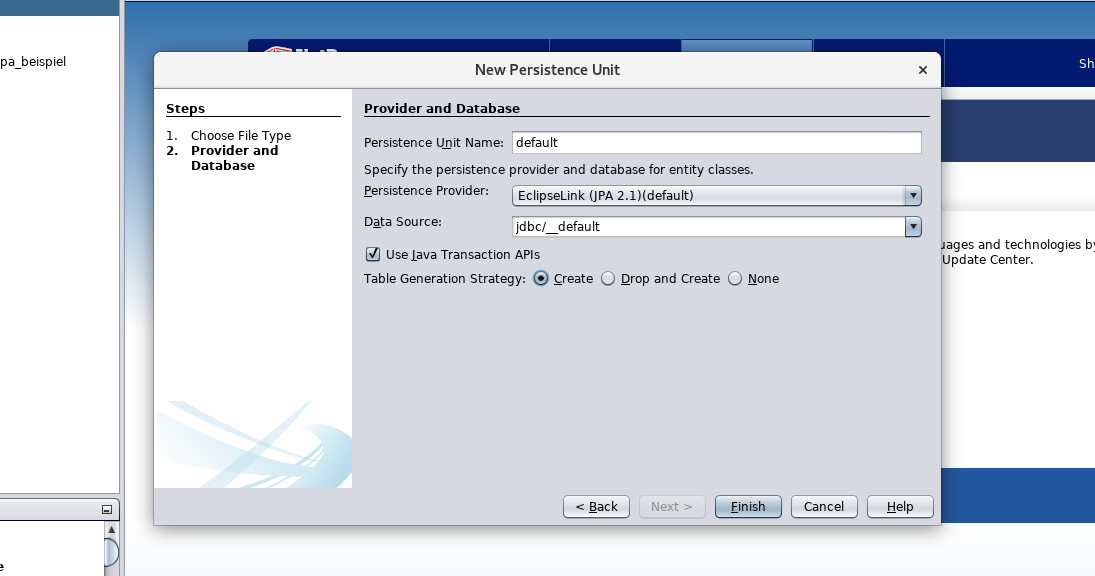 pa_beispiel
New Persistence Unit
Sh
Steps
1. Choose File Type
2. Provider and
Database
Provider and Database
Persistence Unit Name: default
Specify the persistence provider and database for entity classes.
Persistence Provider: EclipseLink (JPA 2.1)(default)
Data Source: jdbc/__default
Use Java Transaction APIs
Table Generation Strategy: Create Drop and Create None
uages and technologies by
Update Center.
< Back Next > Finish Cancel Help
e